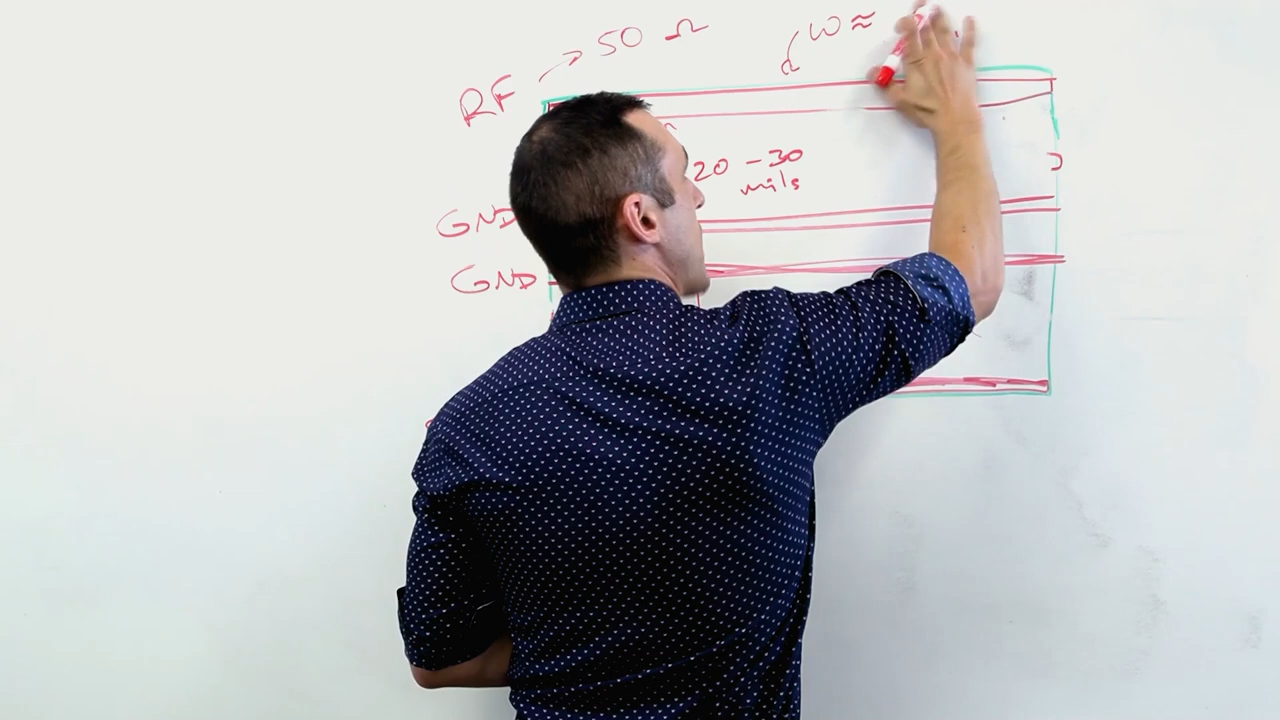 RF → 50 Ω
W ≈
20 - 30
mils
GND
GND